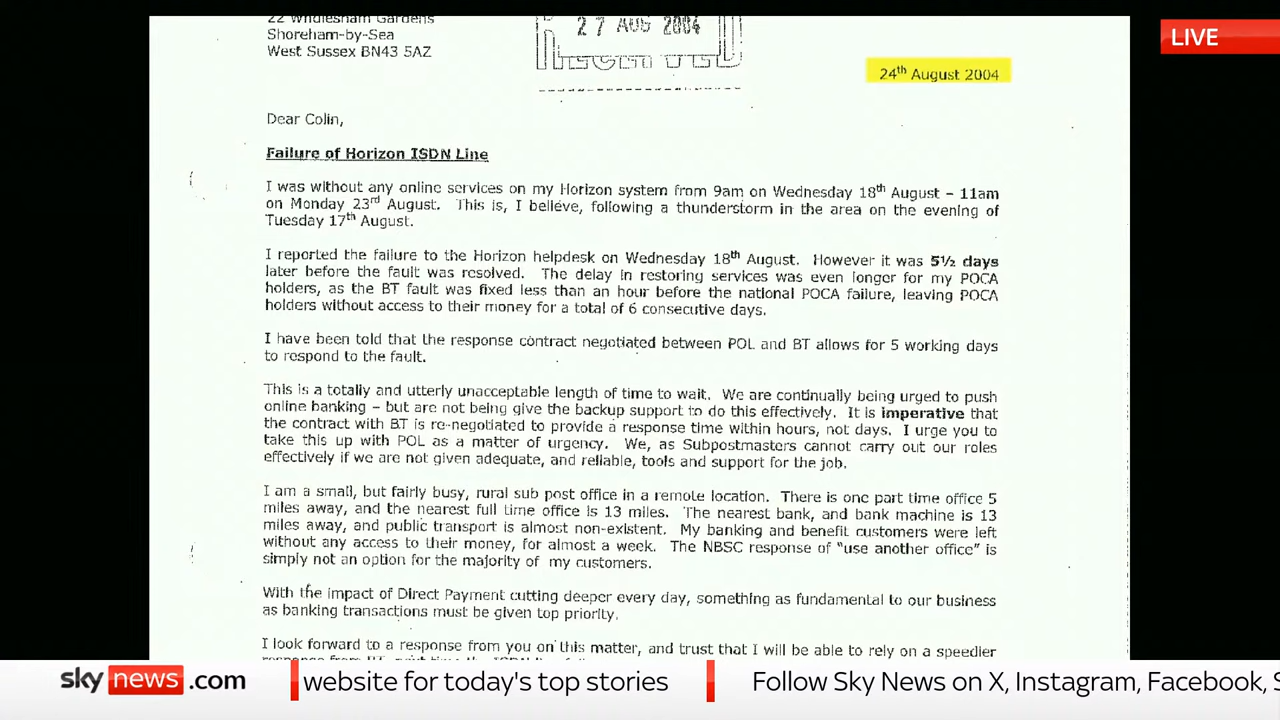 22 Windlesham Gardens
Shoreham-by-Sea
West Sussex BN43 5AZ
27 AUG 2004
RECEIVED
LIVE
24th August 2004
Dear Colin,
Failure of Horizon ISDN Line
I was without any online services on my Horizon system from 9am on Wednesday 18th August – 11am
on Monday 23rd August. This is, I believe, following a thunderstorm in the area on the evening of
Tuesday 17th August.
I reported the failure to the Horizon helpdesk on Wednesday 18th August. However it was 5½ days
later before the fault was resolved. The delay in restoring services was even longer for my POCA
holders, as the BT fault was fixed less than an hour before the national POCA failure, leaving POCA
holders without access to their money for a total of 6 consecutive days.
I have been told that the response contract negotiated between POL and BT allows for 5 working days
to respond to the fault.
This is a totally and utterly unacceptable length of time to wait. We are continually being urged to push
online banking – but are not being give the backup support to do this effectively. It is imperative that
the contract with BT is re-negotiated to provide a response time within hours, not days. I urge you to
take this up with POL as a matter of urgency. We, as Subpostmasters cannot carry out our roles
effectively if we are not given adequate, and reliable, tools and support for the job.
I am a small, but fairly busy, rural sub post office in a remote location. There is one part time office 5
miles away, and the nearest full time office is 13 miles. The nearest bank, and bank machine is 13
miles away, and public transport is almost non-existent. My banking and benefit customers were left
without any access to their money, for almost a week. The NBSC response of "use another office" is
simply not an option for the majority of my customers.
With the impact of Direct Payment cutting deeper every day, something as fundamental to our business
as banking transactions must be given top priority.
I look forward to a response from you on this matter, and trust that I will be able to rely on a speedier
sky news .com
website for today's top stories
Follow Sky News on X, Instagram, Facebook, S